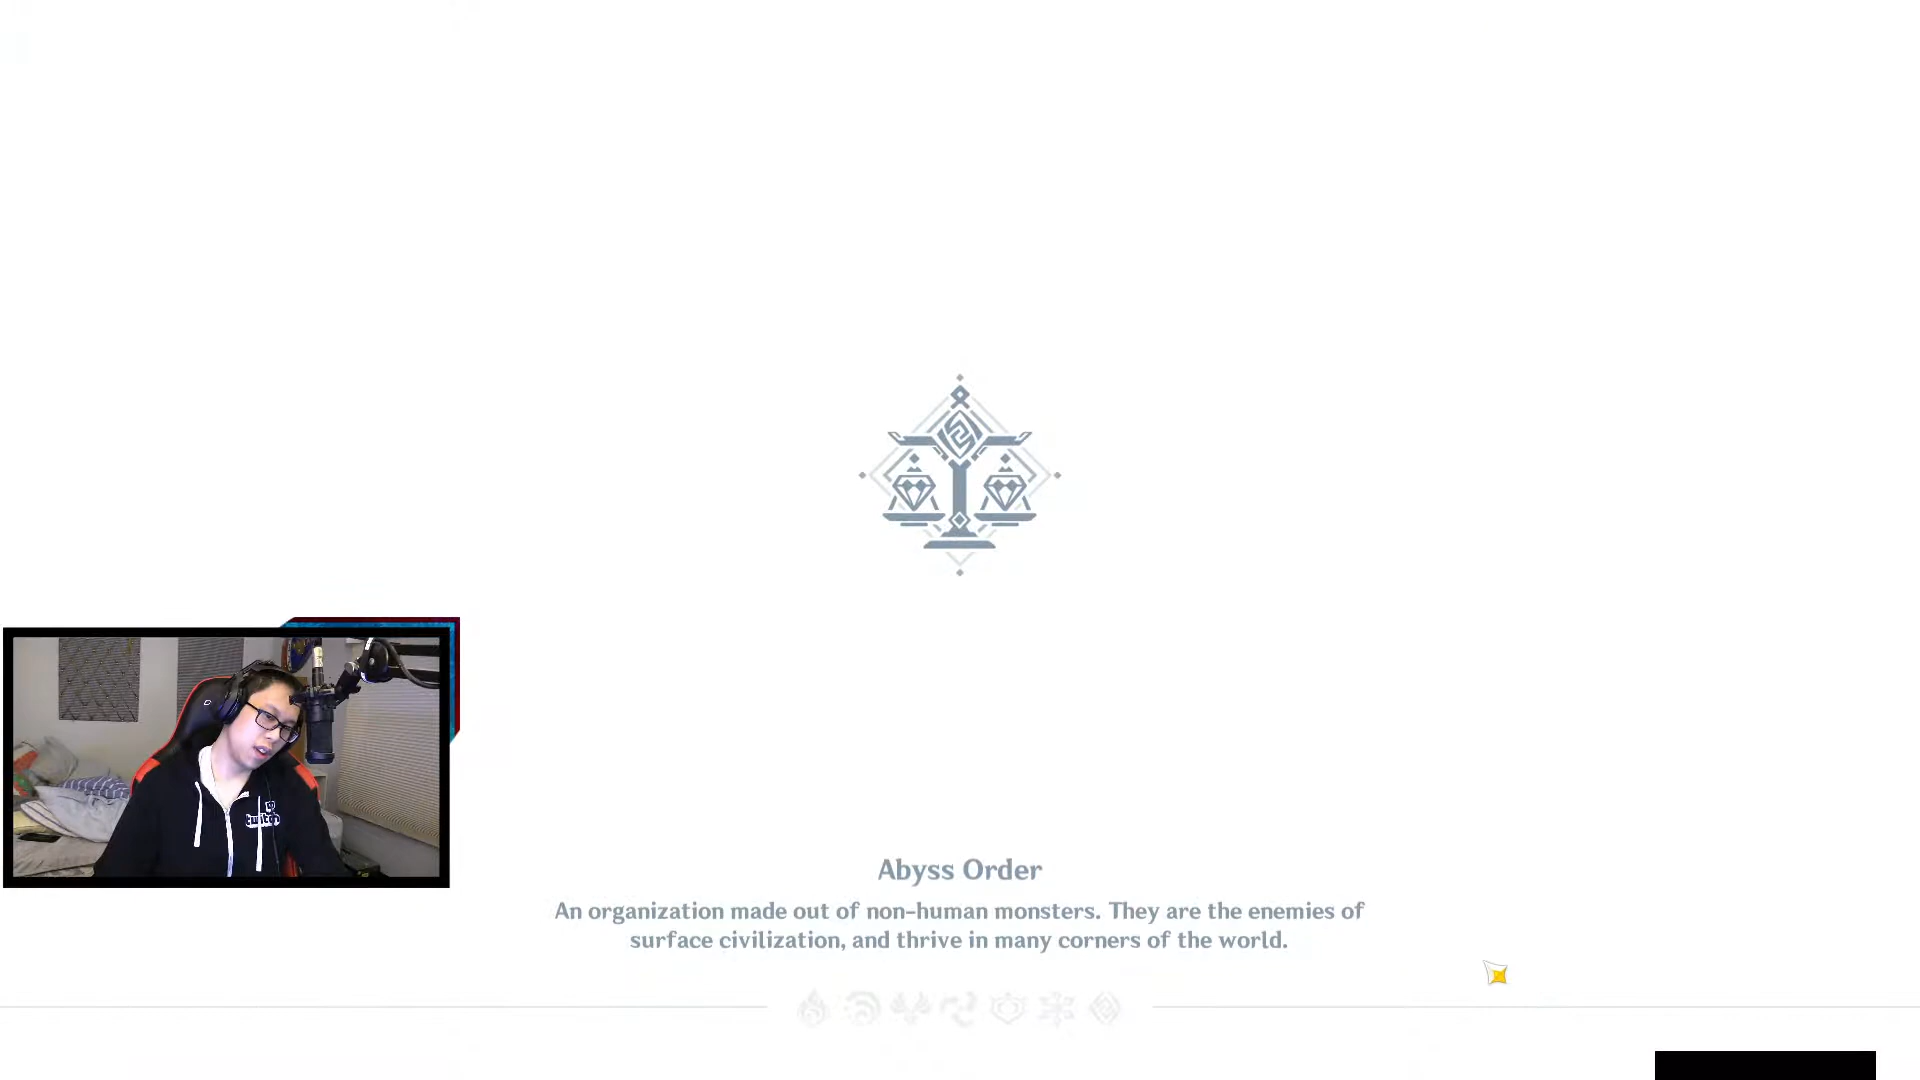 twitch
Abyss Order
An organization made out of non-human monsters. They are the enemies of
surface civilization, and thrive in many corners of the world.